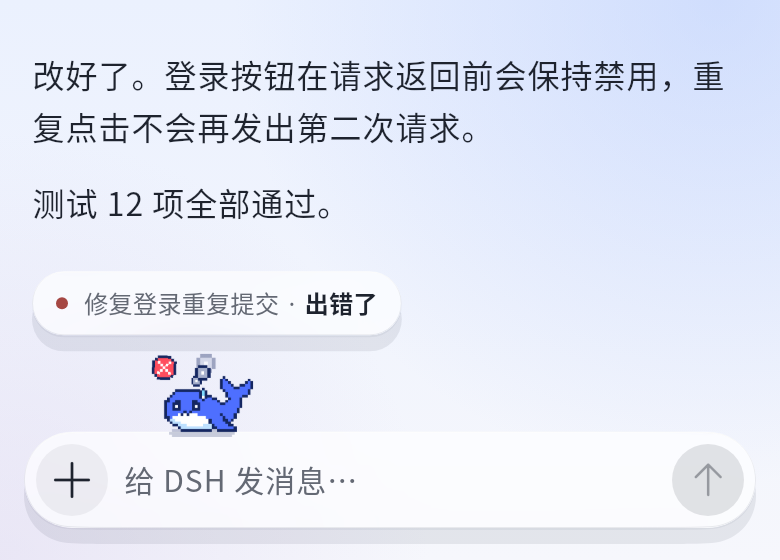 改好了。登录按钮在请求返回前会保持禁用，重
复点击不会再发出第二次请求。
测试 12 项全部通过。
修复登录重复提交 · 出错了
给 DSH 发消息…